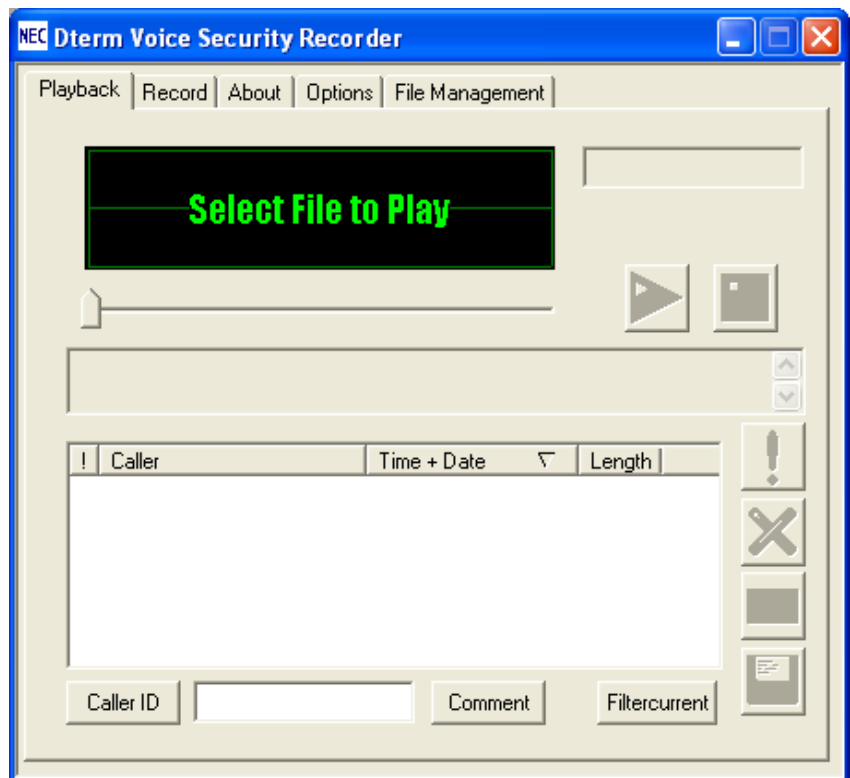 NEC Dterm Voice Security Recorder
Playback Record About Options File Management
Select File to Play
! Caller Time + Date Length
Caller ID Comment Filtercurrent